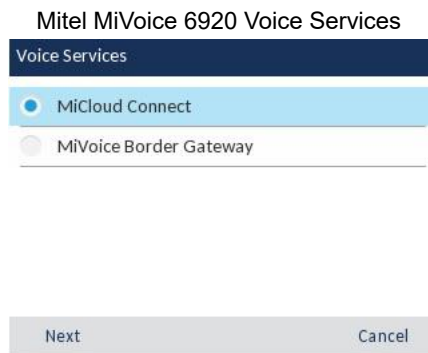 Mitel MiVoice 6920 Voice Services
Voice Services
MiCloud Connect
MiVoice Border Gateway
Next Cancel